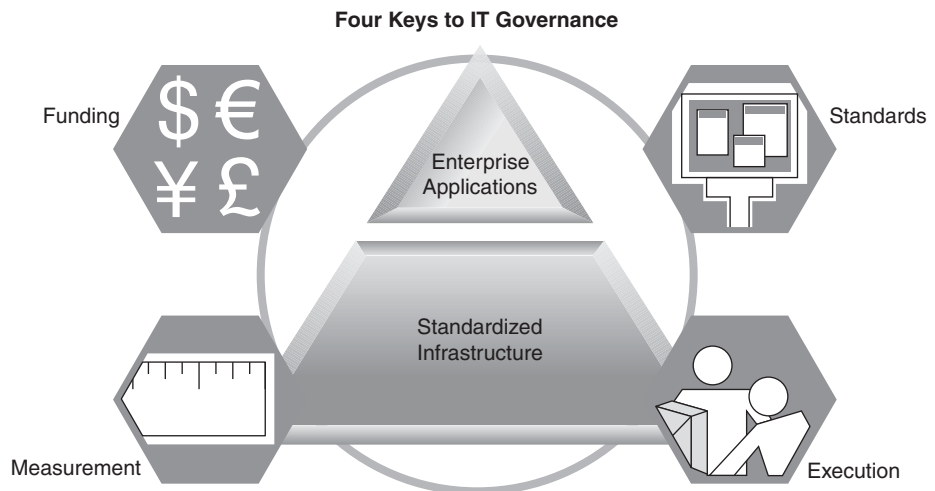 Four Keys to IT Governance
Funding
$ €
¥ £
Standards
Enterprise
Applications
Standardized
Infrastructure
Measurement
Execution